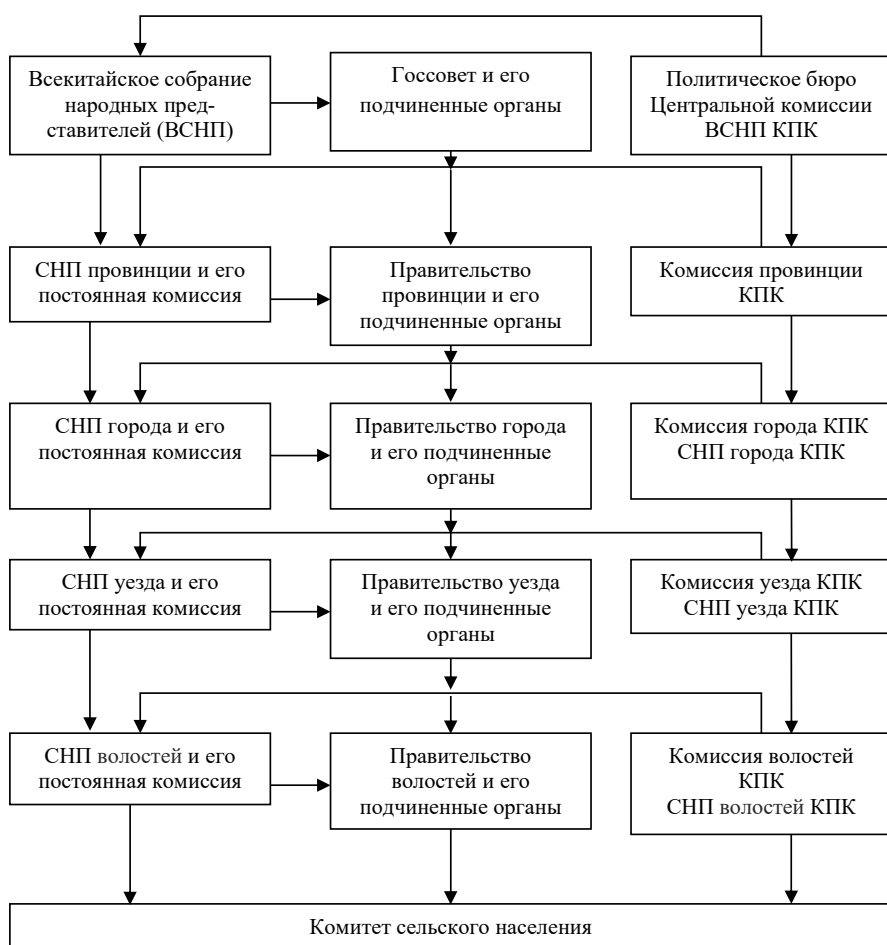 Всекитайское собрание
народных пред-
ставителей (ВСНП)
Госсовет и его
подчиненные органы
Политическое бюро
Центральной комиссии
ВСНП КПК
СНП провинции и его
постоянная комиссия
Правительство
провинции и его
подчиненные органы
Комиссия провинции
КПК
СНП города и его
постоянная комиссия
Правительство города
и его подчиненные
органы
Комиссия города КПК
СНП города КПК
СНП уезда и его
постоянная комиссия
Правительство уезда
и его подчиненные
органы
Комиссия уезда КПК
СНП уезда КПК
СНП волостей и его
постоянная комиссия
Правительство
волостей и его
подчиненные органы
Комиссия волостей
КПК
СНП волостей КПК
Комитет сельского населения